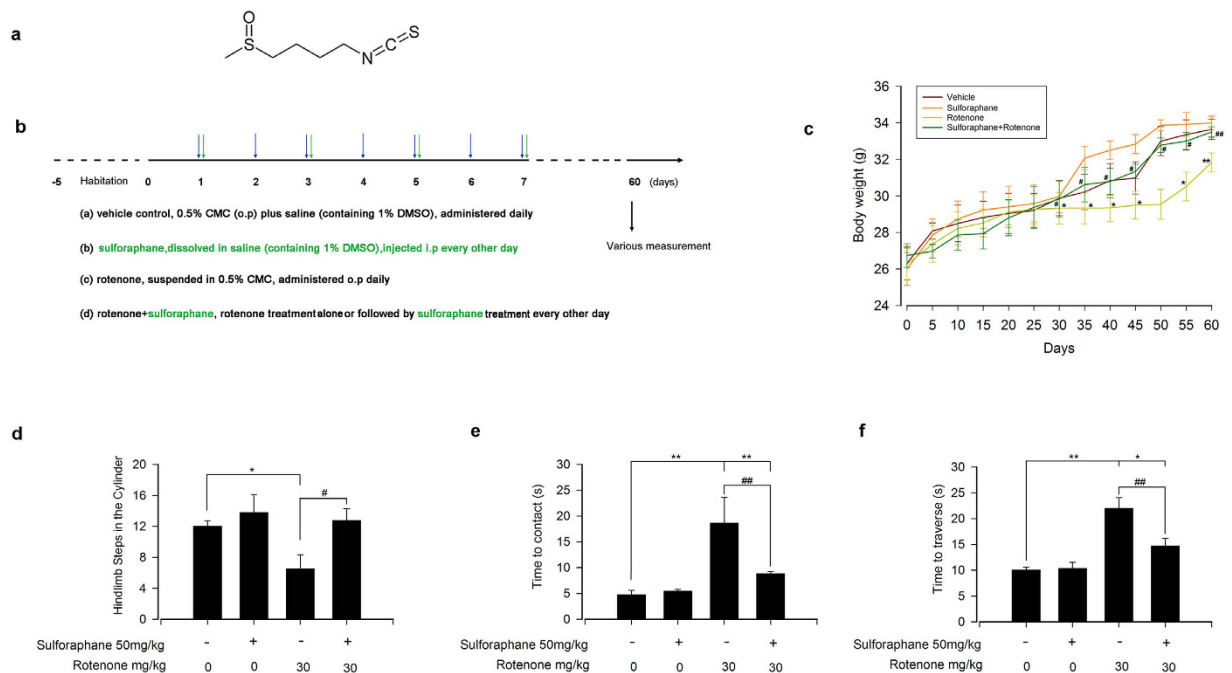 a
O
S
N
C
S
b
-5 Habitation 0 1 2 3 4 5 6 7 60 (days)
(a) vehicle control, 0.5% CMC (o.p) plus saline (containing 1% DMSO), administered daily
Various measurement
(b) sulforaphane,dissolved in saline (containing 1% DMSO),injected i.p every other day
(c) rotenone, suspended in 0.5% CMC, administered o.p daily
(d) rotenone+sulforaphane, rotenone treatment alone or followed by sulforaphane treatment every other day
c
Body weight (g)
36
34
32
30
28
26
24
Vehicle
Sulforaphane
Rotenone
Sulforaphane+Rotenone
# # # # # # ##
* * * * * **
0 5 10 15 20 25 30 35 40 45 50 55 60
Days
d
Hindlimb Steps in the Cylinder
20
16
12
8
4
0
*
#
Sulforaphane 50mg/kg - + - +
Rotenone mg/kg 0 0 30 30
e
Time to contact (s)
30
25
20
15
10
5
0
** **
##
Sulforaphane 50mg/kg - + - +
Rotenone mg/kg 0 0 30 30
f
Time to traverse (s)
30
25
20
15
10
5
0
** *
##
Sulforaphane 50mg/kg - + - +
Rotenone mg/kg 0 0 30 30